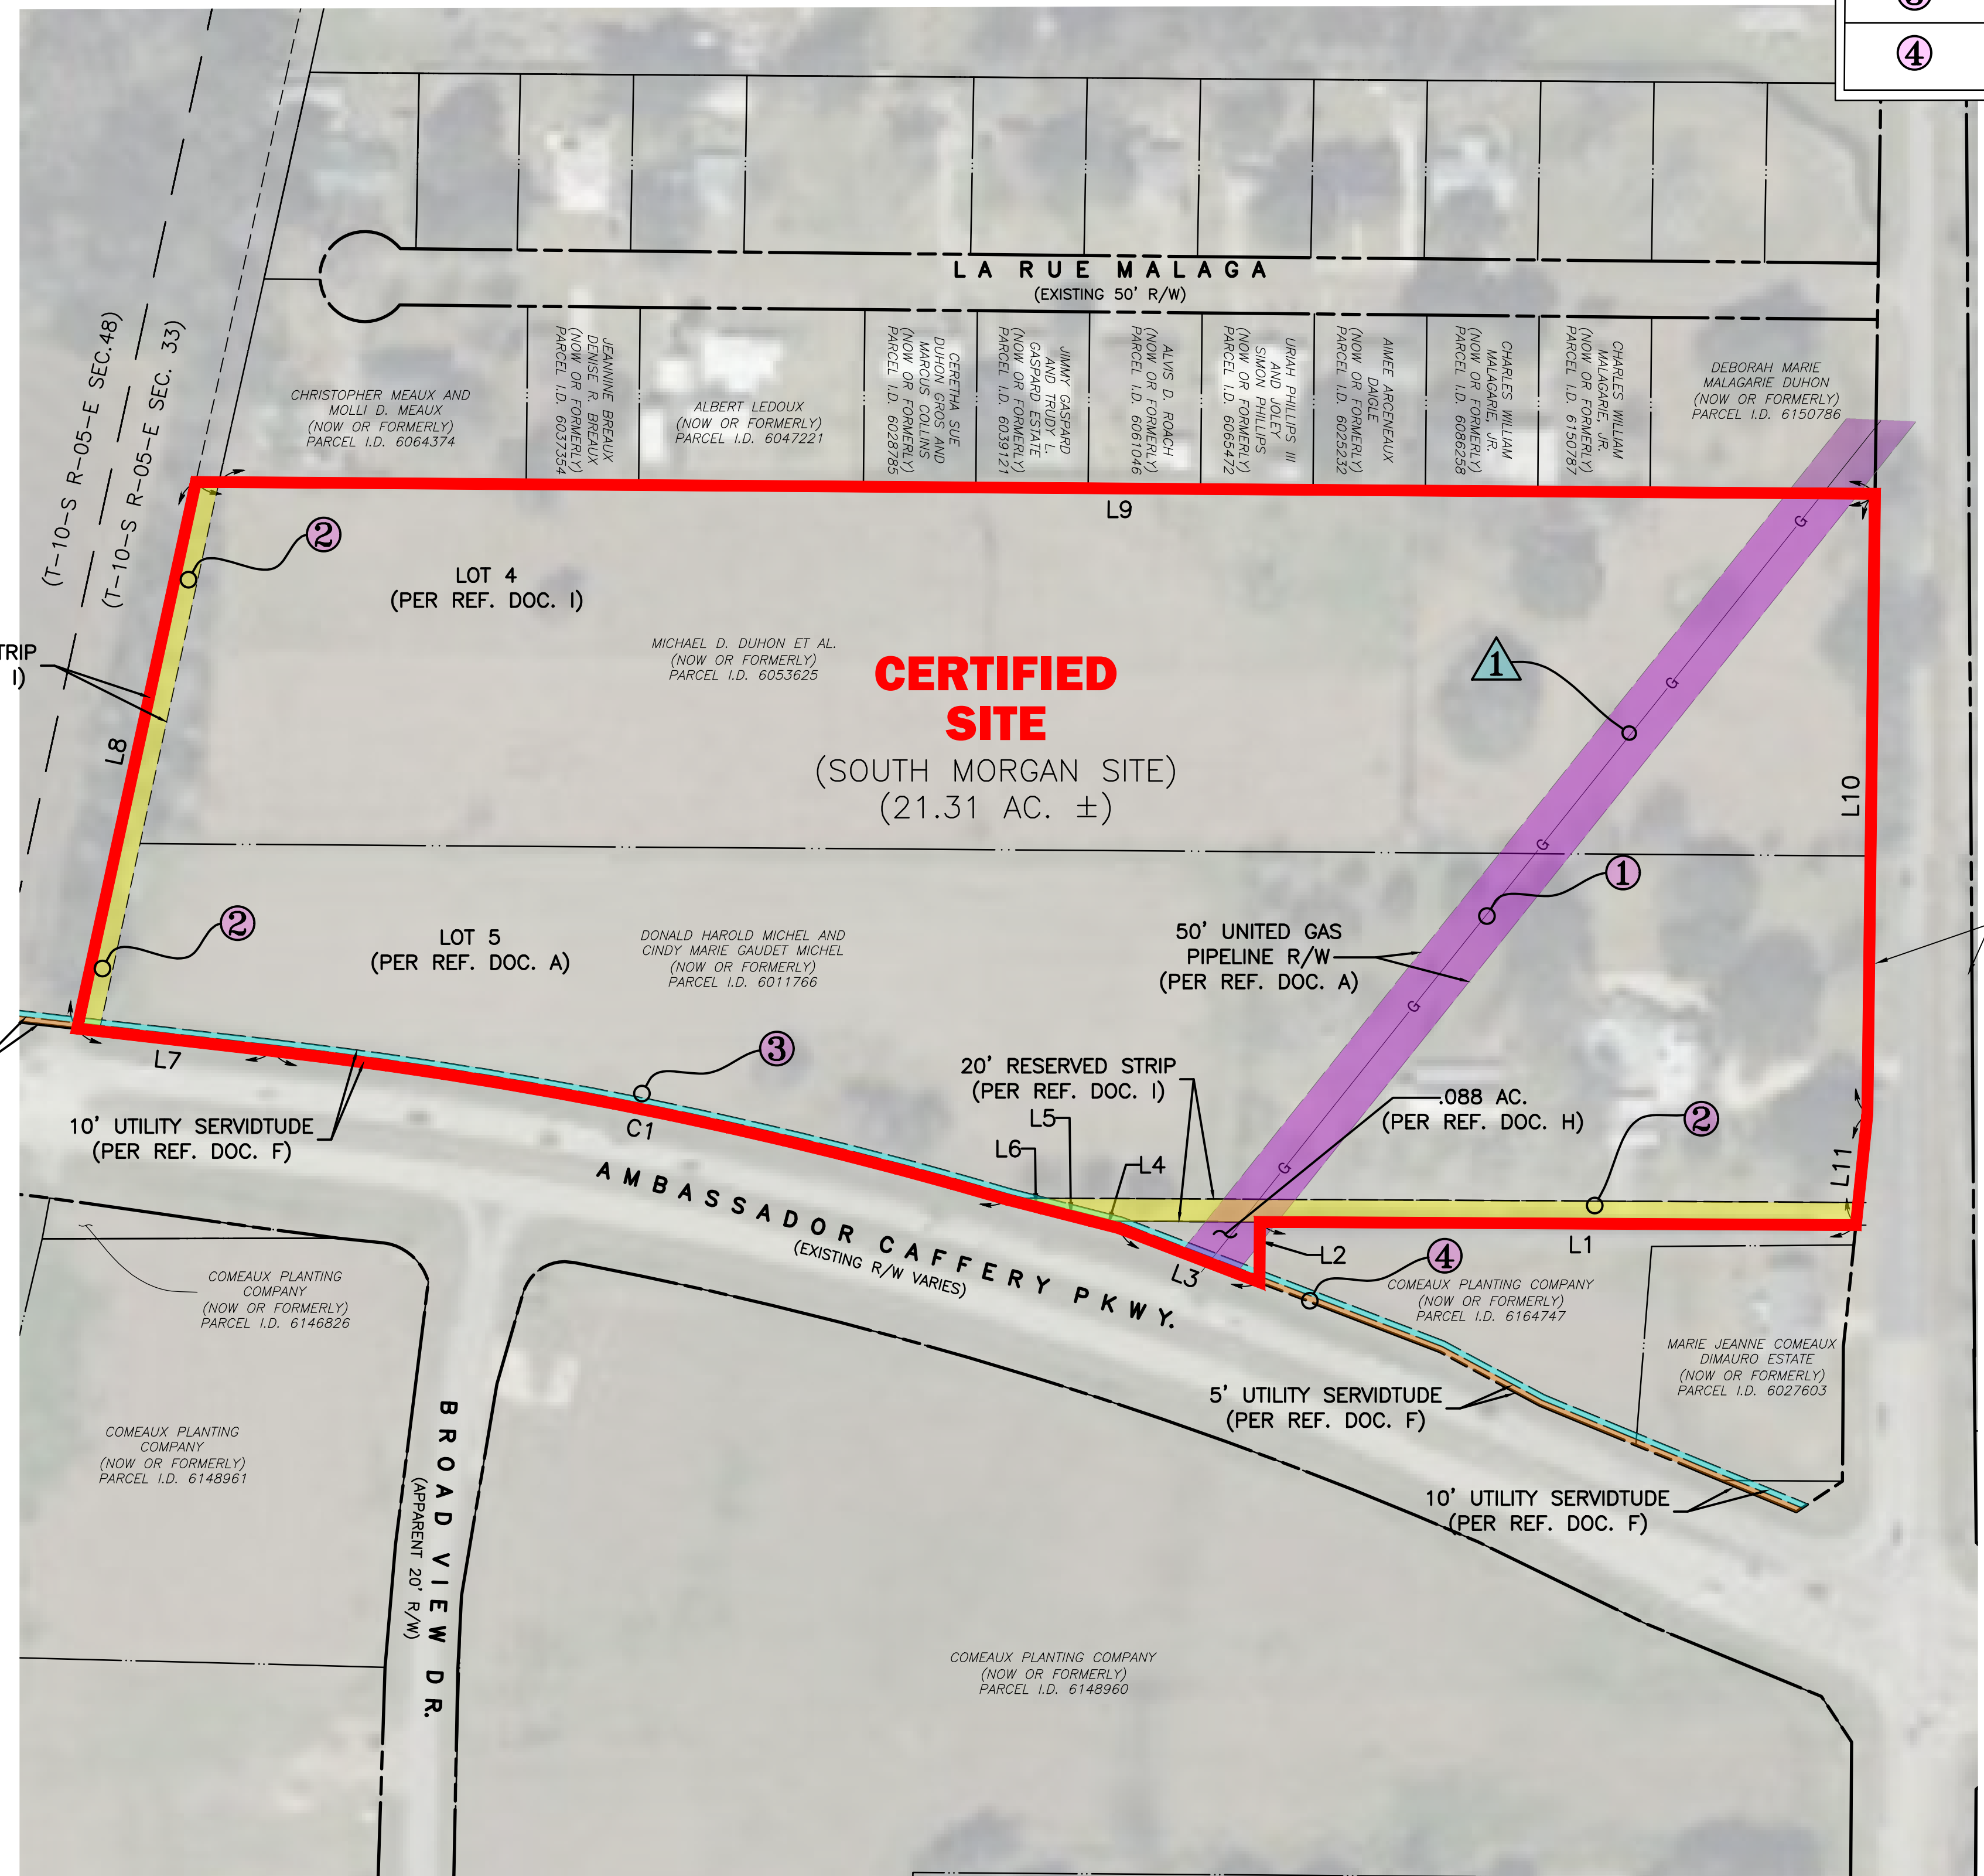 3
4
LA RUE MALAGA
(EXISTING 50' R/W)
(T-10-S R-05-E SEC.48)
(T-10-S R-05-E SEC. 33)
CHRISTOPHER MEAUX AND
MOLLI D. MEAUX
(NOW OR FORMERLY)
PARCEL I.D. 6064374
JEANNINE BREAUX
DENISE R. BREAUX
(NOW OR FORMERLY)
PARCEL I.D. 6037354
ALBERT LEDOUX
(NOW OR FORMERLY)
PARCEL I.D. 6047221
CERETHA SUE
DUHON GROS AND
MARCUS COLLINS
(NOW OR FORMERLY)
PARCEL I.D. 6028785
JIMMY GASPARD
AND TRUDY L.
GASPARD ESTATE
(NOW OR FORMERLY)
PARCEL I.D. 6039121
ALVIS D. ROACH
(NOW OR FORMERLY)
PARCEL I.D. 6061046
URIAH PHILLIPS III
AND JOLEY
SIMON PHILLIPS
(NOW OR FORMERLY)
PARCEL I.D. 6065472
AIMEE ARCENEAUX
DAIGLE
(NOW OR FORMERLY)
PARCEL I.D. 6025232
CHARLES WILLIAM
MALAGARIE, JR.
(NOW OR FORMERLY)
PARCEL I.D. 6086258
CHARLES WILLIAM
MALAGARIE, JR.
(NOW OR FORMERLY)
PARCEL I.D. 6150787
DEBORAH MARIE
MALAGARIE DUHON
(NOW OR FORMERLY)
PARCEL I.D. 6150786
L9
G
2
LOT 4
(PER REF. DOC. I)
MICHAEL D. DUHON ET AL.
(NOW OR FORMERLY)
PARCEL I.D. 6053625
CERTIFIED
SITE
(SOUTH MORGAN SITE)
(21.31 AC. ±)
1
G
TRIP
I)
L8
L10
G
1
2
LOT 5
(PER REF. DOC. A)
DONALD HAROLD MICHEL AND
CINDY MARIE GAUDET MICHEL
(NOW OR FORMERLY)
PARCEL I.D. 6011766
50' UNITED GAS
PIPELINE R/W
(PER REF. DOC. A)
G
3
L7
10' UTILITY SERVIDTUDE
(PER REF. DOC. F)
C1
20' RESERVED STRIP
(PER REF. DOC. I)
L5
L6
L4
.088 AC.
(PER REF. DOC. H)
2
G
L11
L3
L2
L1
4
AMBASSADOR CAFFERY PKWY.
(EXISTING R/W VARIES)
COMEAUX PLANTING
COMPANY
(NOW OR FORMERLY)
PARCEL I.D. 6146826
COMEAUX PLANTING COMPANY
(NOW OR FORMERLY)
PARCEL I.D. 6164747
MARIE JEANNE COMEAUX
DIMAURO ESTATE
(NOW OR FORMERLY)
PARCEL I.D. 6027603
5' UTILITY SERVIDTUDE
(PER REF. DOC. F)
COMEAUX PLANTING
COMPANY
(NOW OR FORMERLY)
PARCEL I.D. 6148961
BROAD VIEW DR.
(APPARENT 20' R/W)
10' UTILITY SERVIDTUDE
(PER REF. DOC. F)
COMEAUX PLANTING COMPANY
(NOW OR FORMERLY)
PARCEL I.D. 6148960